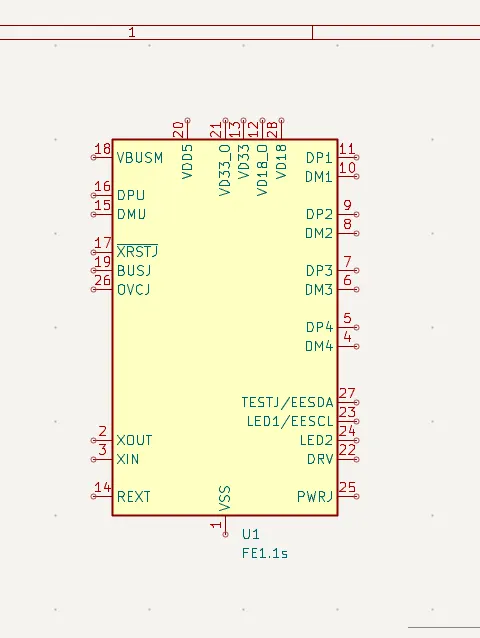 1
20 21 13 12 28
18 VBUSM VDD5 VD33_O VD33 VD18_O VD18 DP1 11
DM1 10
16 DPU
15 DMU DP2 9
DM2 8
17 XRSTJ
19 BUSJ DP3 7
26 OVCJ DM3 6
DP4 5
DM4 4
TESTJ/EESDA 27
LED1/EESCL 23
2 XOUT LED2 24
3 XIN DRV 22
14 REXT VSS PWRJ 25
1
U1
FE1.1s